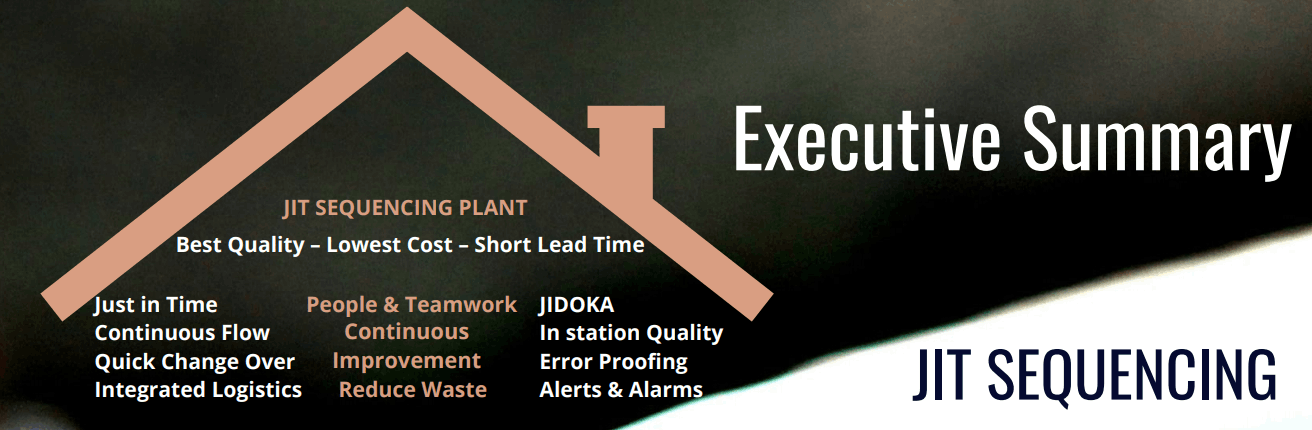 Executive Summary
JIT SEQUENCING PLANT
Best Quality – Lowest Cost – Short Lead Time
Just in Time
Continuous Flow
Quick Change Over
Integrated Logistics
People & Teamwork
Continuous
Improvement
Reduce Waste
JIDOKA
In station Quality
Error Proofing
Alerts & Alarms
JIT SEQUENCING